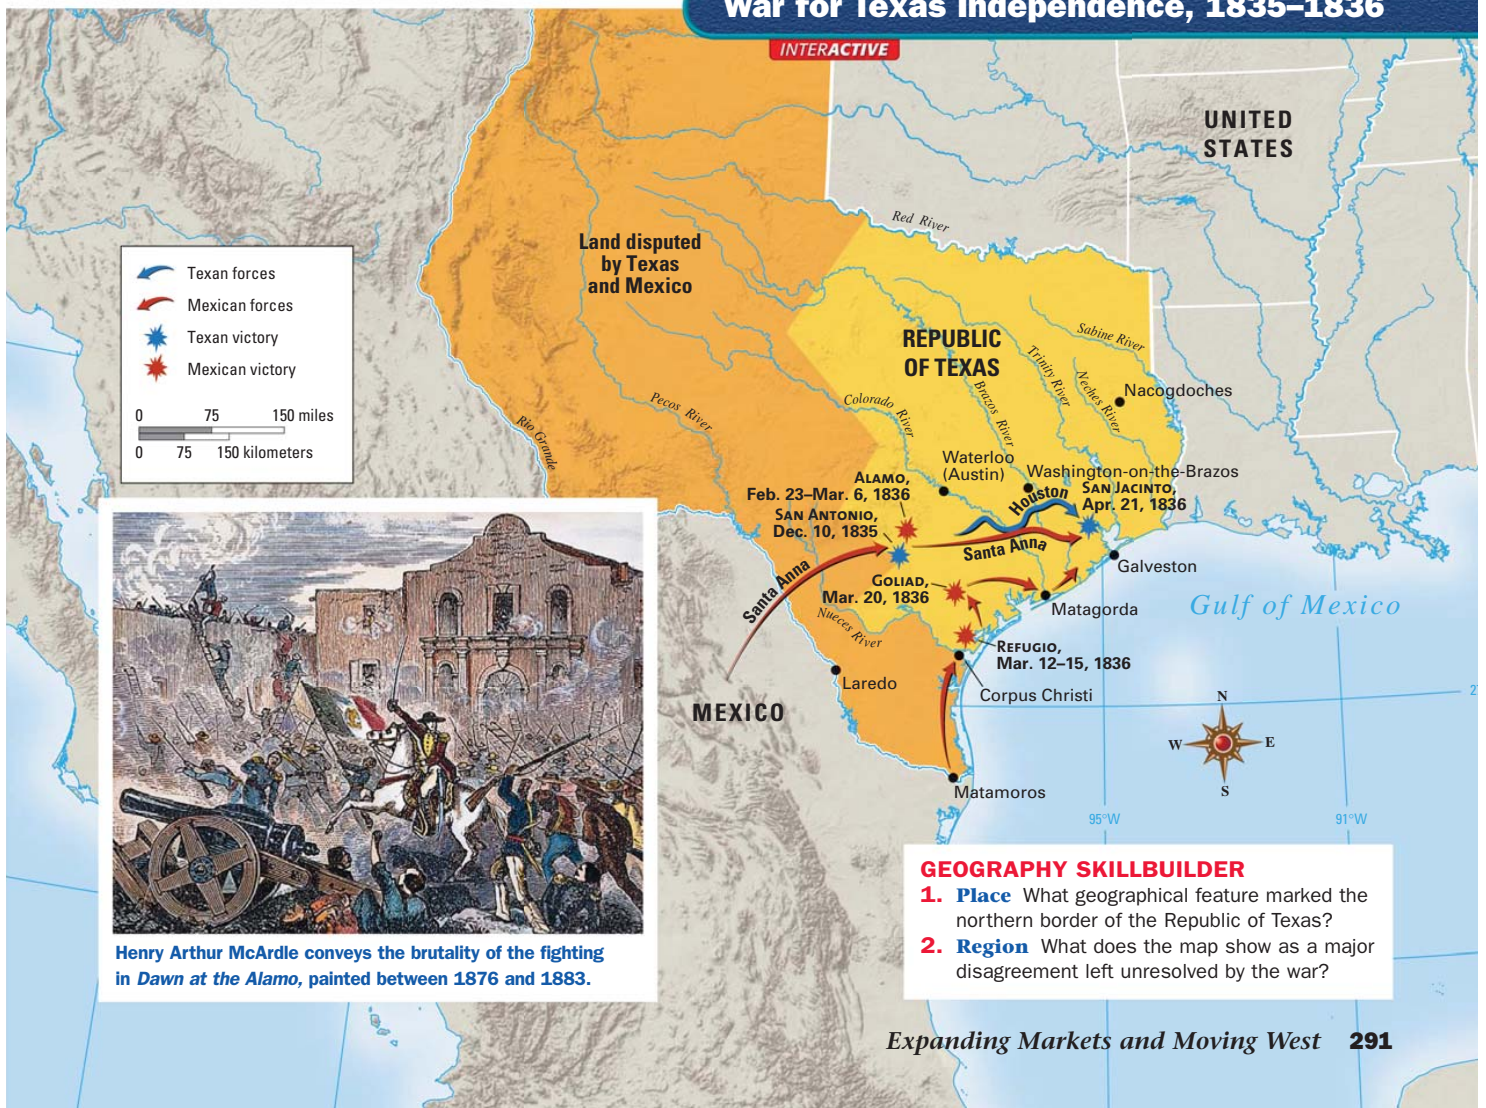 War for Texas Independence, 1835–1836
INTERACTIVE
UNITED
STATES
Red River
Land disputed
by Texas
and Mexico
Texan forces
Mexican forces
Texan victory
Mexican victory
0 75 150 miles
0 75 150 kilometers
REPUBLIC
OF TEXAS
Sabine River
Trinity River
Neches River
Brazos River
Colorado River
Pecos River
Rio Grande
Nacogdoches
Waterloo
(Austin)
Washington-on-the-Brazos
ALAMO,
Feb. 23–Mar. 6, 1836
SAN ANTONIO,
Dec. 10, 1835
Houston
SAN JACINTO,
Apr. 21, 1836
Santa Anna
Santa Anna
Galveston
GOLIAD,
Mar. 20, 1836
Matagorda
Gulf of Mexico
Nueces River
REFUGIO,
Mar. 12–15, 1836
Laredo
Corpus Christi
MEXICO
N
W
E
S
Matamoros
95°W
91°W
Henry Arthur McArdle conveys the brutality of the fighting
in Dawn at the Alamo, painted between 1876 and 1883.
GEOGRAPHY SKILLBUILDER
1. Place What geographical feature marked the
northern border of the Republic of Texas?
2. Region What does the map show as a major
disagreement left unresolved by the war?
Expanding Markets and Moving West 291